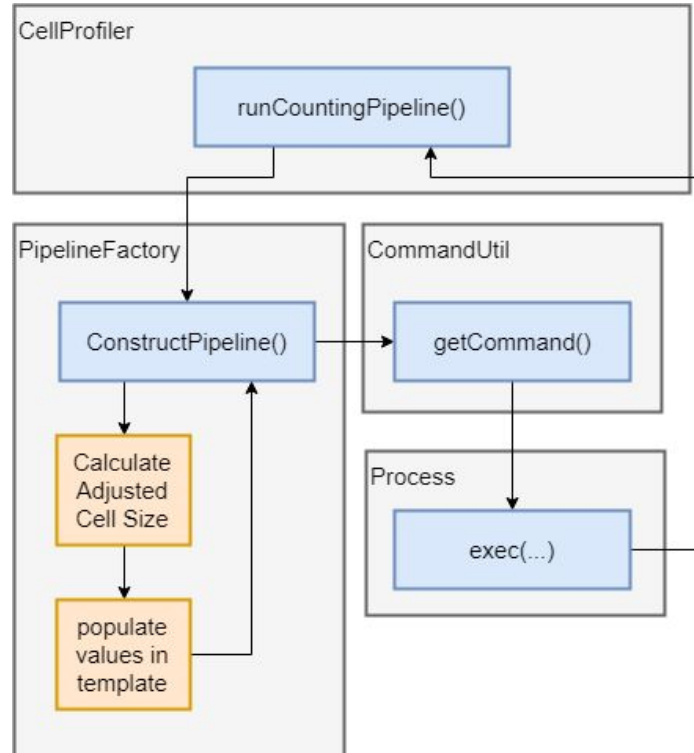 CellProfiler
runCountingPipeline()
PipelineFactory
ConstructPipeline()
Calculate
Adjusted
Cell Size
populate
values in
template
CommandUtil
getCommand()
Process
exec(...)